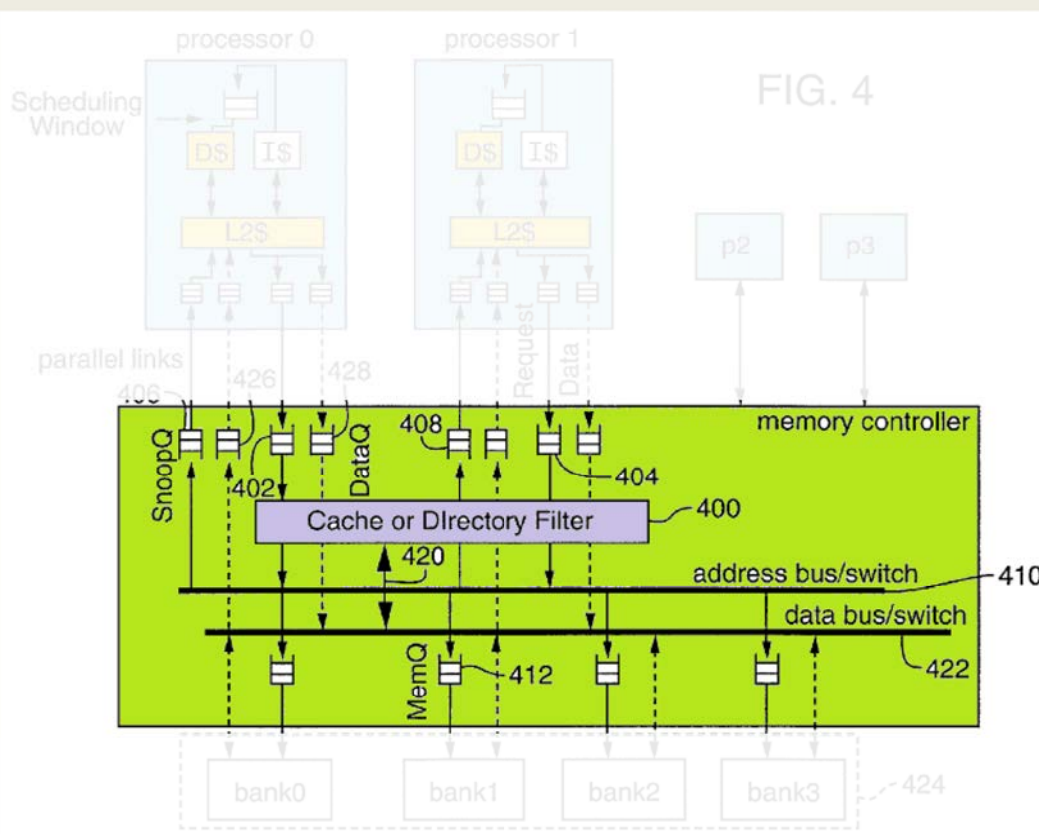 processor 0
processor 1
FIG. 4
Scheduling
Window
D$
I$
D$
I$
L2$
L2$
p2
p3
Request
Data
parallel links
406
426
428
memory controller
SnoopQ
402
DataQ
408
404
Cache or DIrectory Filter
400
420
address bus/switch
410
data bus/switch
422
MemQ
412
bank0
bank1
bank2
bank3
424